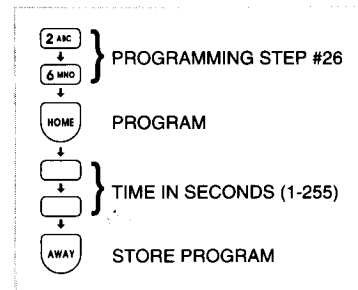 2 ABC
PROGRAMMING STEP #26
6 MNO
HOME PROGRAM
TIME IN SECONDS (1-255)
AWAY STORE PROGRAM